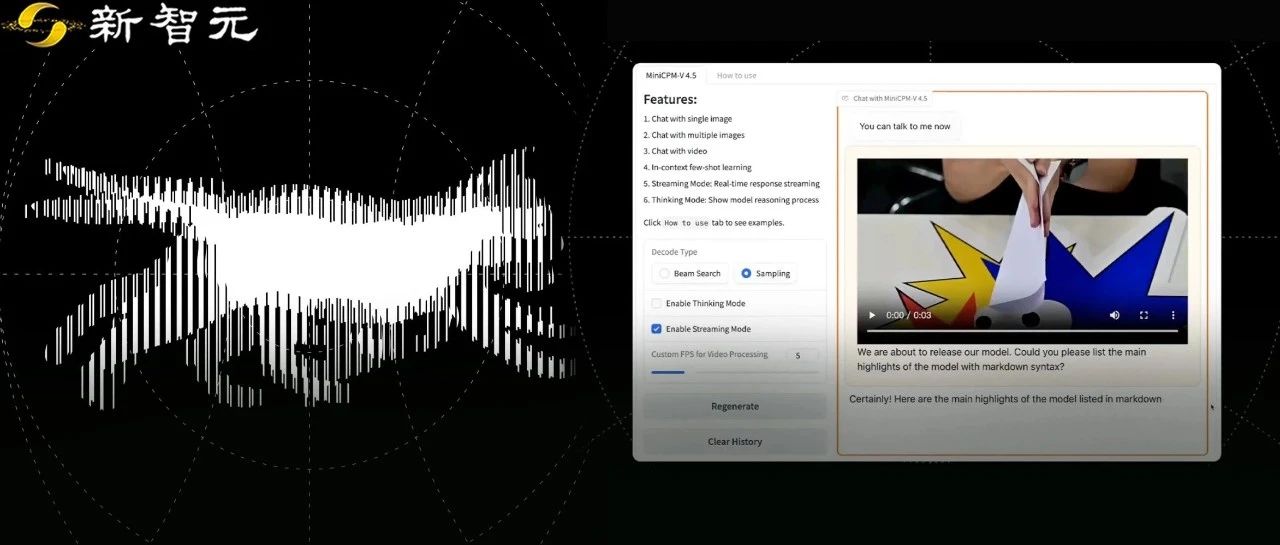 新智元
MiniCPM-V 4.5
How to use
Features:
1. Chat with single image
2. Chat with multiple images
3. Chat with video
4. In-context few-shot learning
5. Streaming Mode: Real-time response streaming
6. Thinking Mode: Show model reasoning process
Click How to use tab to see examples.
Decode Type
Beam Search
Sampling
Enable Thinking Mode
Enable Streaming Mode
Custom FPS for Video Processing
5
Regenerate
Clear History
Chat with MiniCPM-V 4.5
You can talk to me now
0:00 / 0:03
We are about to release our model. Could you please list the main
highlights of the model with markdown syntax?
Certainly! Here are the main highlights of the model listed in markdown